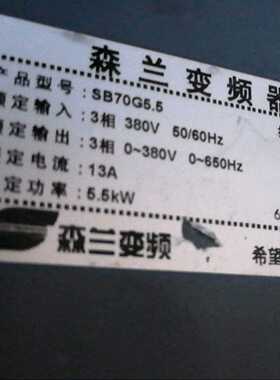 森兰变频器
产品型号：SB70G5.5
额定输入：3相 380V 50/60Hz
额定输出：3相 0~380V 0~650Hz
额定电流：13A
额定功率：5.5kW
森兰变频
希望